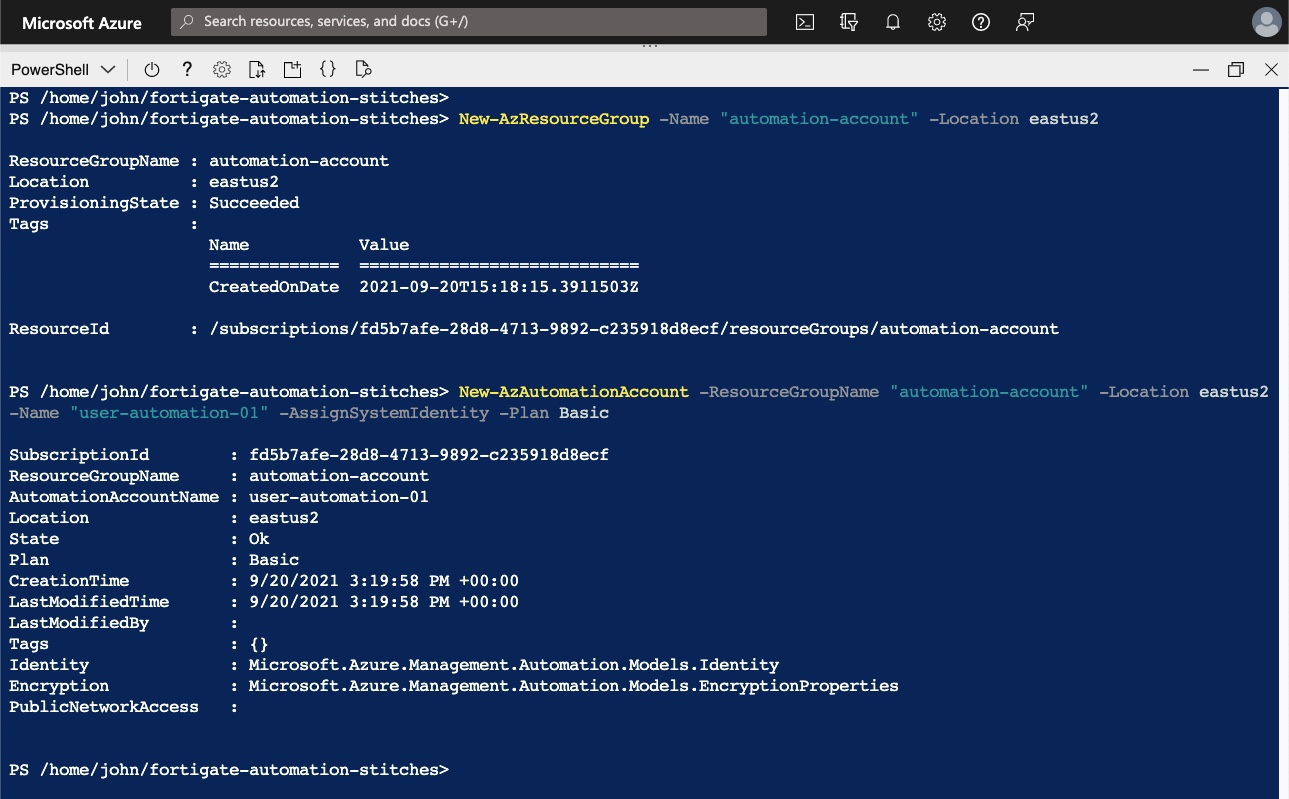 Microsoft Azure
Search resources, services, and docs (G+/)
PowerShell
PS /home/john/fortigate-automation-stitches>
PS /home/john/fortigate-automation-stitches> New-AzResourceGroup -Name "automation-account" -Location eastus2
ResourceGroupName : automation-account
Location          : eastus2
ProvisioningState : Succeeded
Tags              :
                    Name           Value
                    =============  ============================
                    CreatedOnDate  2021-09-20T15:18:15.3911503Z
ResourceId        : /subscriptions/fd5b7afe-28d8-4713-9892-c235918d8ecf/resourceGroups/automation-account
PS /home/john/fortigate-automation-stitches> New-AzAutomationAccount -ResourceGroupName "automation-account" -Location eastus2
-Name "user-automation-01" -AssignSystemIdentity -Plan Basic
SubscriptionId        : fd5b7afe-28d8-4713-9892-c235918d8ecf
ResourceGroupName     : automation-account
AutomationAccountName : user-automation-01
Location              : eastus2
State                 : Ok
Plan                  : Basic
CreationTime          : 9/20/2021 3:19:58 PM +00:00
LastModifiedTime      : 9/20/2021 3:19:58 PM +00:00
LastModifiedBy        :
Tags                  : {}
Identity              : Microsoft.Azure.Management.Automation.Models.Identity
Encryption            : Microsoft.Azure.Management.Automation.Models.EncryptionProperties
PublicNetworkAccess   :
PS /home/john/fortigate-automation-stitches>